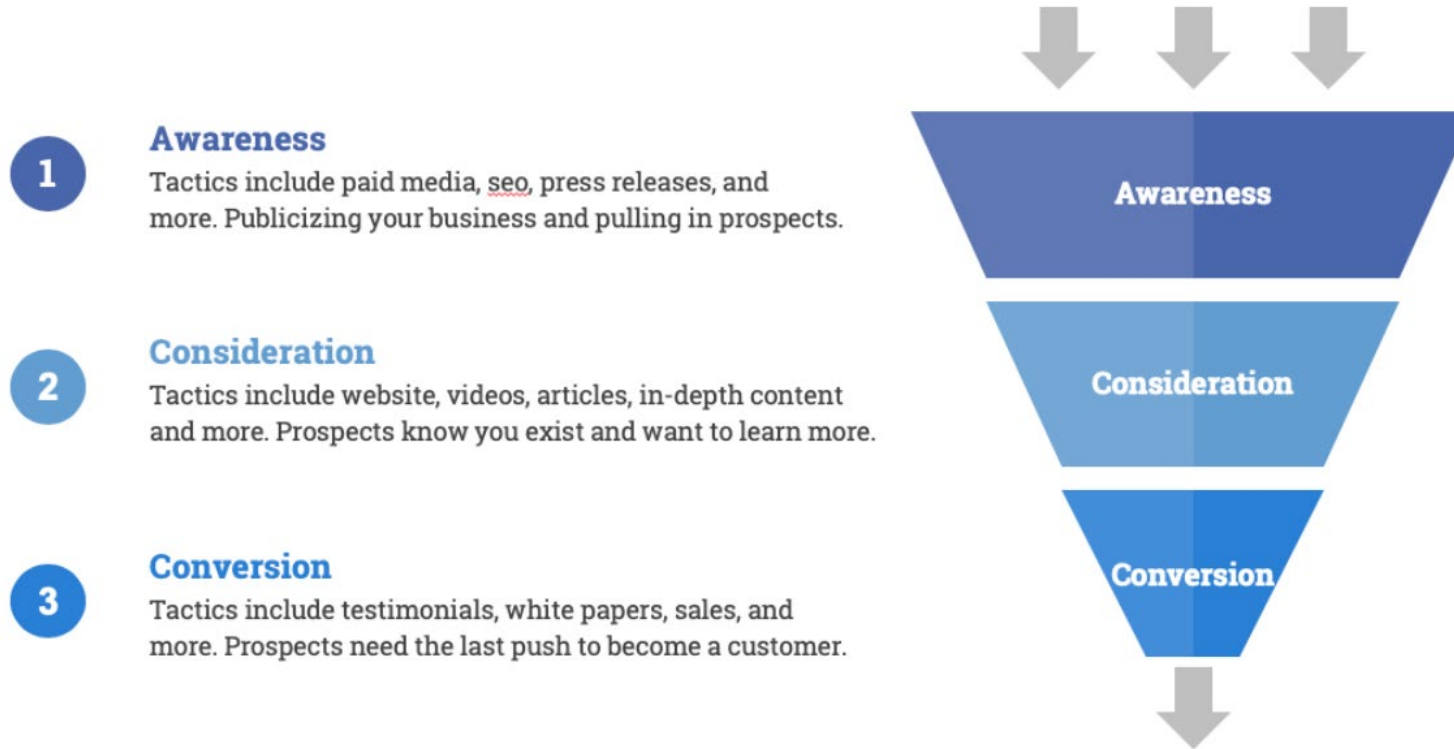 1
Awareness
Tactics include paid media, seo, press releases, and
more. Publicizing your business and pulling in prospects.
2
Consideration
Tactics include website, videos, articles, in-depth content
and more. Prospects know you exist and want to learn more.
3
Conversion
Tactics include testimonials, white papers, sales, and
more. Prospects need the last push to become a customer.
Awareness
Consideration
Conversion